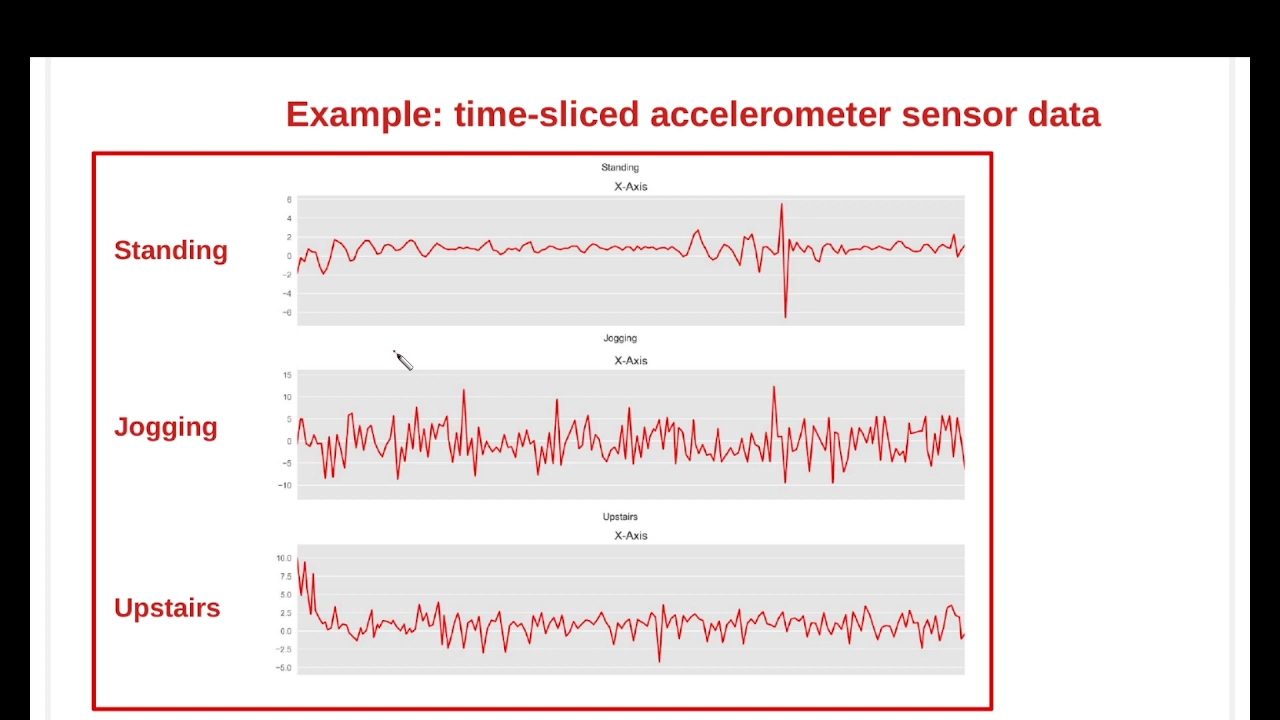 Example: time-sliced accelerometer sensor data
Standing
X-Axis
6
4
2
0
−2
−4
−6
Standing
Jogging
X-Axis
15
10
5
0
−5
−10
Jogging
Upstairs
X-Axis
10.0
7.5
5.0
2.5
0.0
−2.5
−5.0
Upstairs